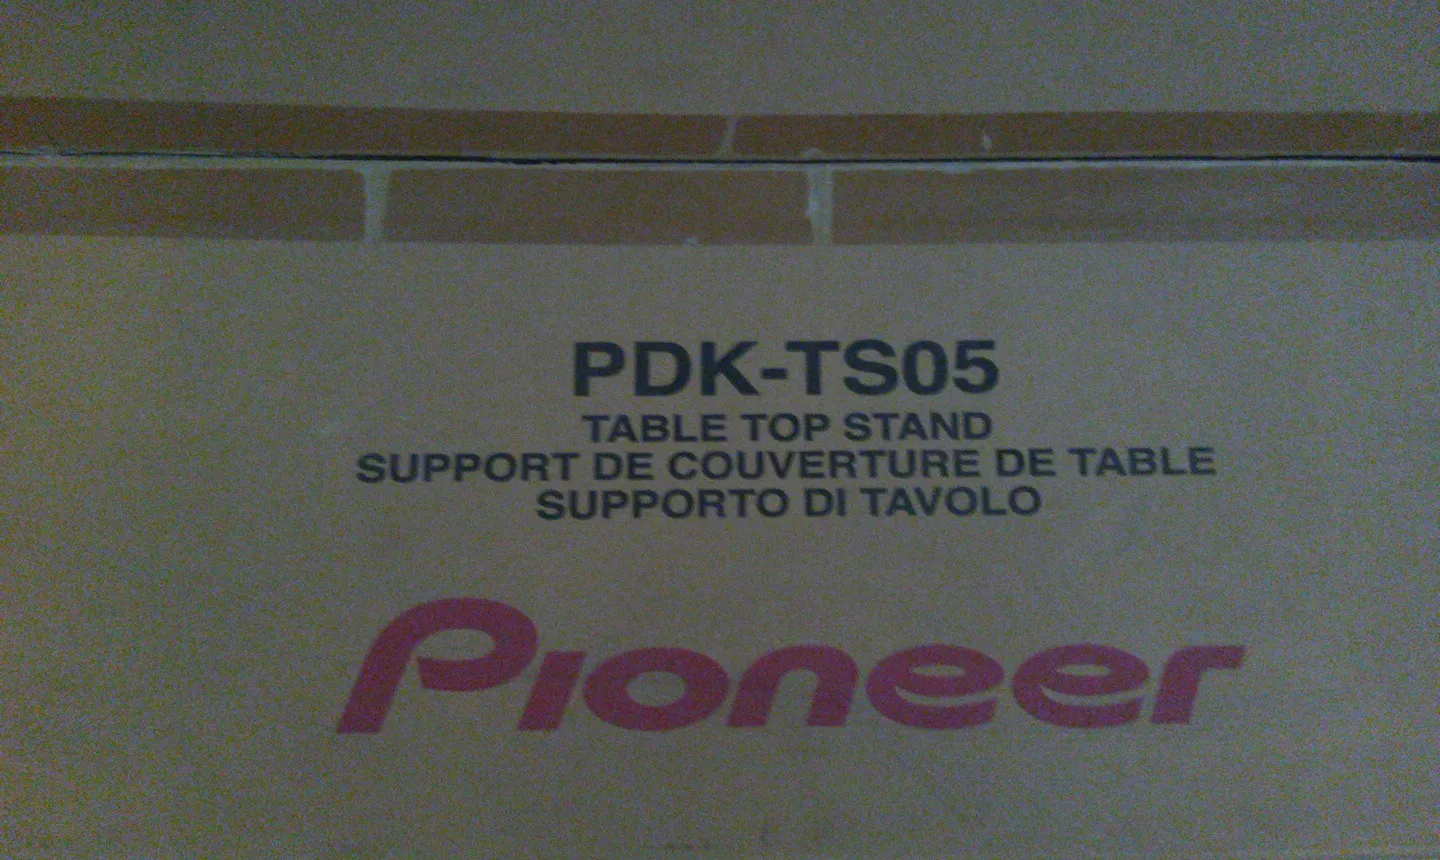 PDK-TS05
TABLE TOP STAND
SUPPORT DE COUVERTURE DE TABLE
SUPPORTO DI TAVOLO
Pioneer